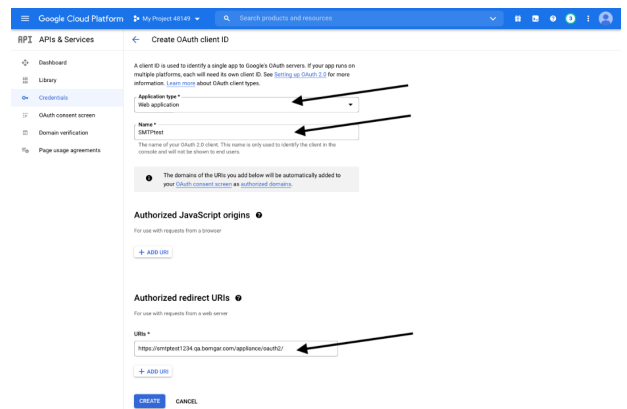 Google Cloud Platform My Project 48149 Search products and resources
API APIs & Services Create OAuth client ID
Dashboard
Library
Credentials
OAuth consent screen
Domain verification
Page usage agreements
A client ID is used to identify a single app to Google's OAuth servers. If your app runs on
multiple platforms, each will need its own client ID. See Setting up OAuth 2.0 for more
information. Learn more about OAuth client types.
Application type *
Web application
Name *
SMTPtest
The name of your OAuth 2.0 client. This name is only used to identify the client in the
console and will not be shown to end users.
The domains of the URIs you add below will be automatically added to
your OAuth consent screen as authorized domains.
Authorized JavaScript origins
For use with requests from a browser
+ ADD URI
Authorized redirect URIs
For use with requests from a web server
URIs *
https://smtptest1234.qa.bomgar.com/appliance/oauth2/
+ ADD URI
CREATE CANCEL